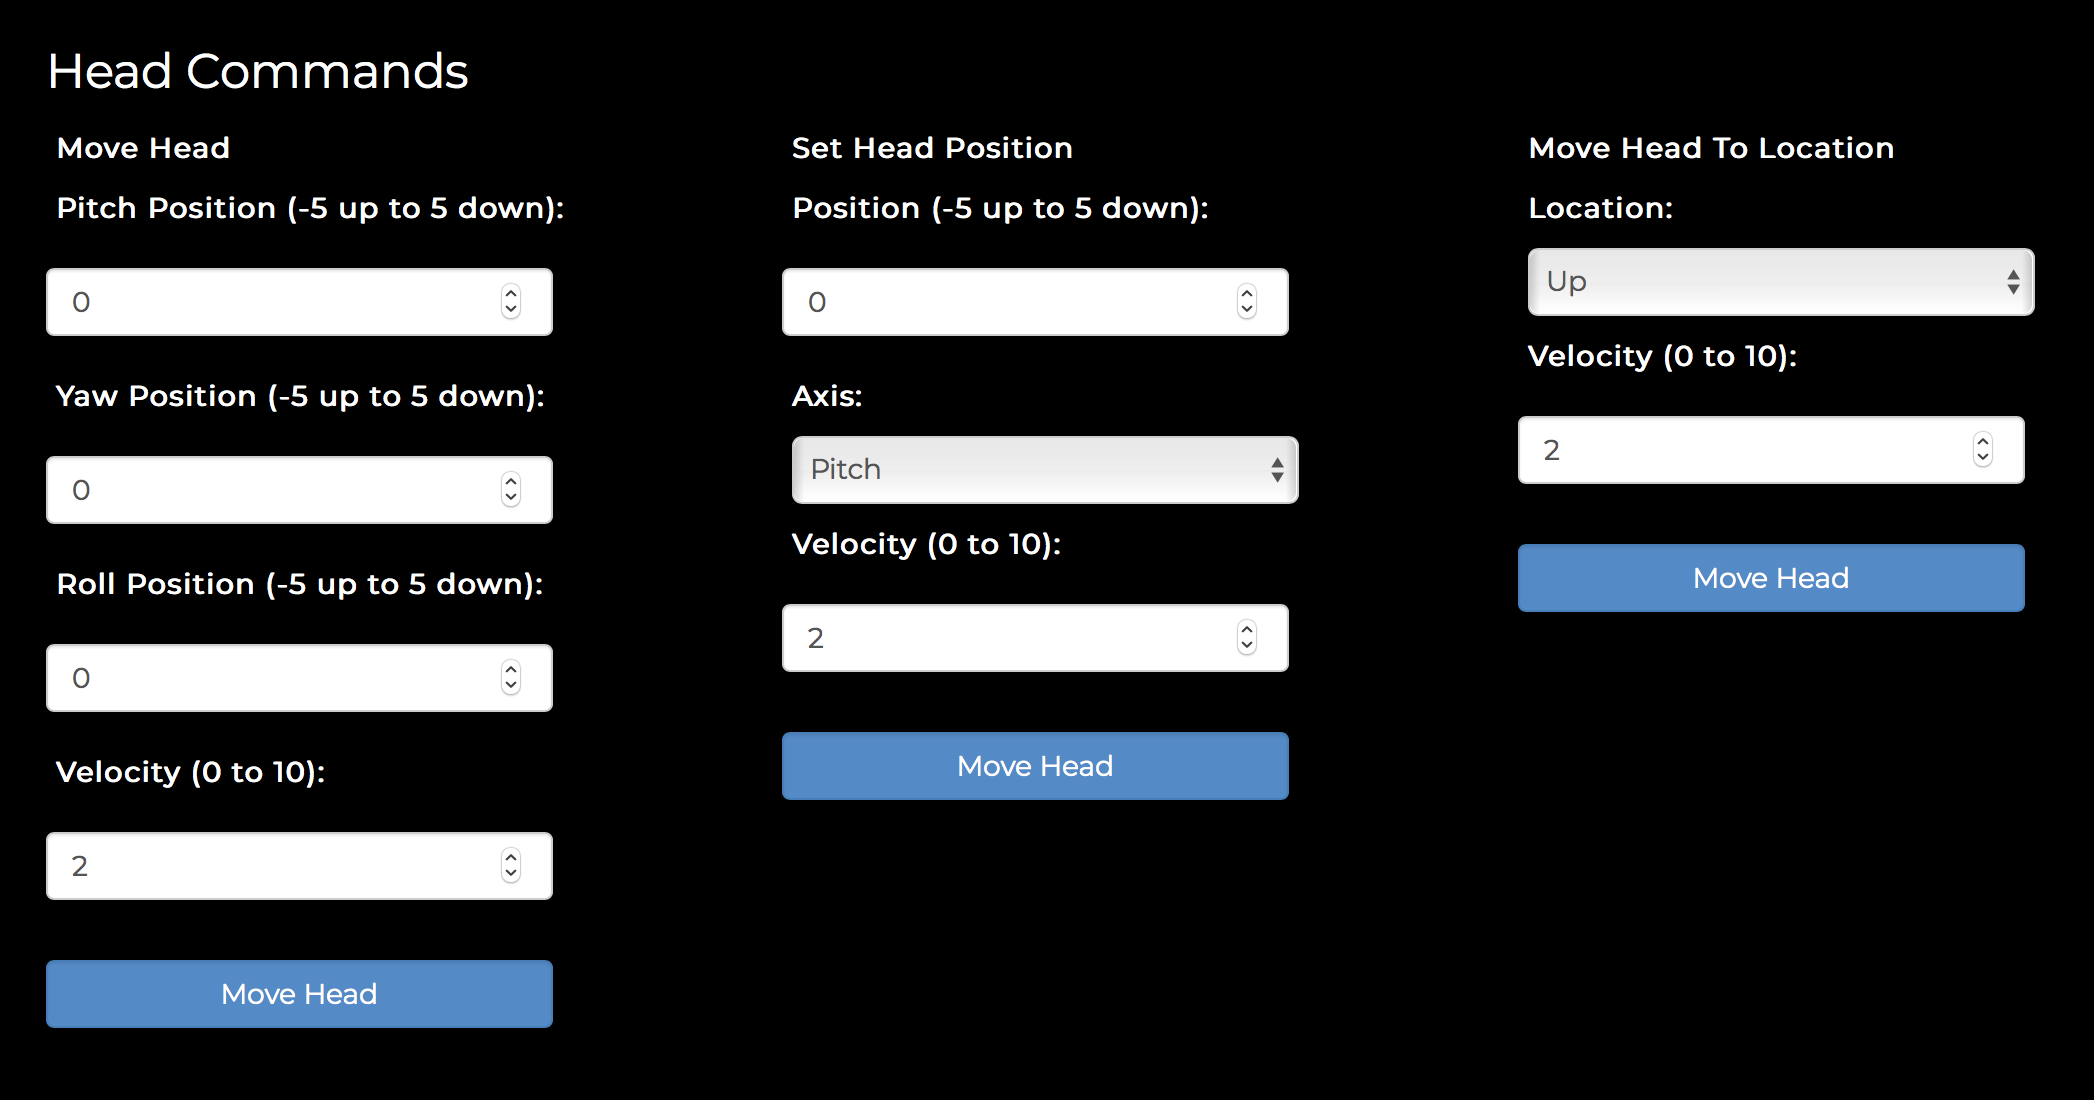 Head Commands
Move Head
Pitch Position (-5 up to 5 down):
0
Yaw Position (-5 up to 5 down):
0
Roll Position (-5 up to 5 down):
0
Velocity (0 to 10):
2
Move Head
Set Head Position
Position (-5 up to 5 down):
0
Axis:
Pitch
Velocity (0 to 10):
2
Move Head
Move Head To Location
Location:
Up
Velocity (0 to 10):
2
Move Head